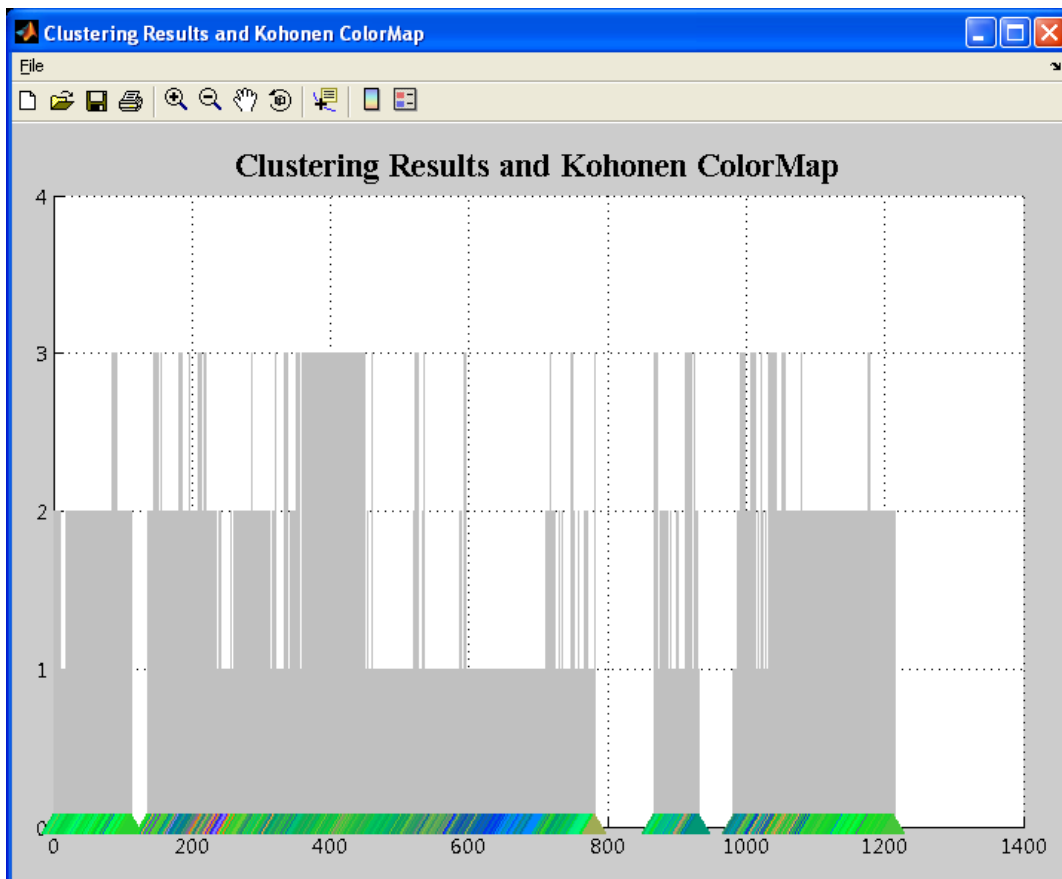 Clustering Results and Kohonen ColorMap
File
Clustering Results and Kohonen ColorMap
4
3
2
1
0
0 200 400 600 800 1000 1200 1400